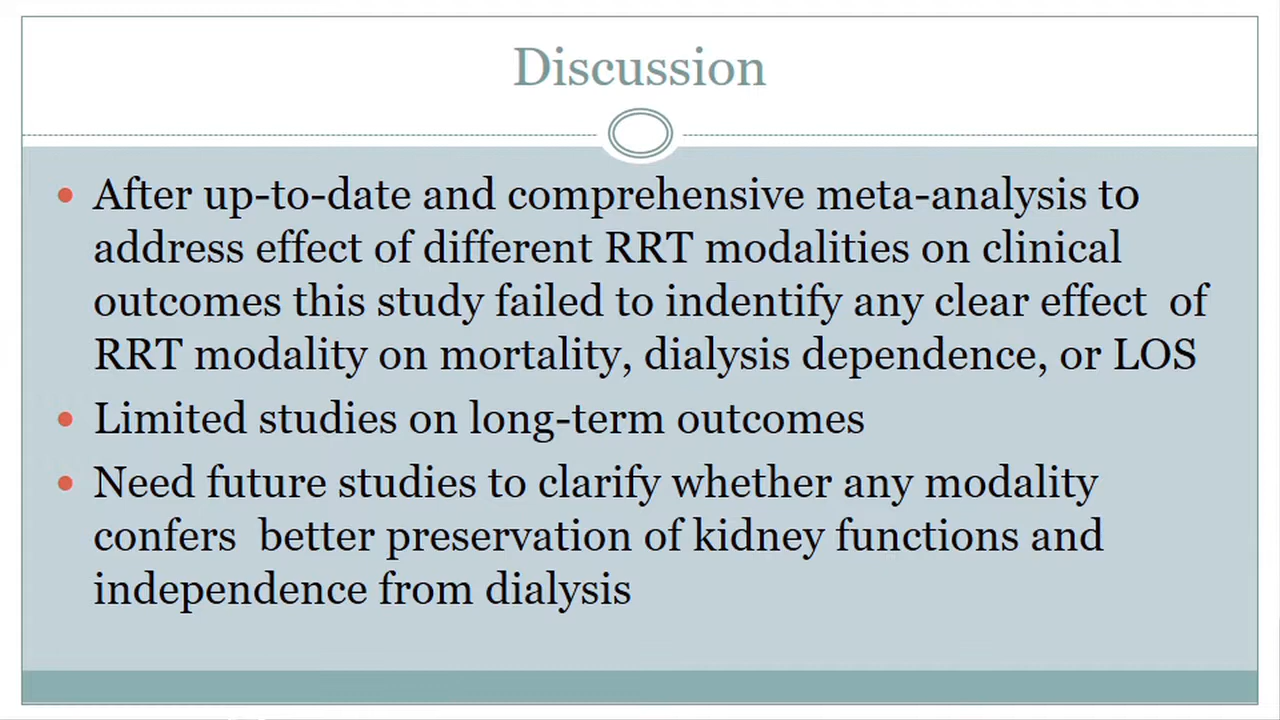 Discussion
• After up-to-date and comprehensive meta-analysis to
address effect of different RRT modalities on clinical
outcomes this study failed to indentify any clear effect  of
RRT modality on mortality, dialysis dependence, or LOS
• Limited studies on long-term outcomes
• Need future studies to clarify whether any modality
confers  better preservation of kidney functions and
independence from dialysis